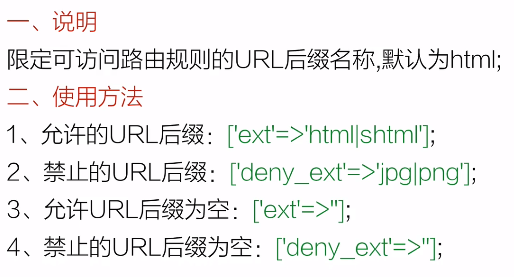 一、说明
限定可访问路由规则的URL后缀名称,默认为html;
二、使用方法
1、允许的URL后缀：['ext'=>'html|shtml'];
2、禁止的URL后缀：['deny_ext'=>'jpg|png'];
3、允许URL后缀为空：['ext'=>''];
4、禁止的URL后缀为空：['deny_ext'=>''];